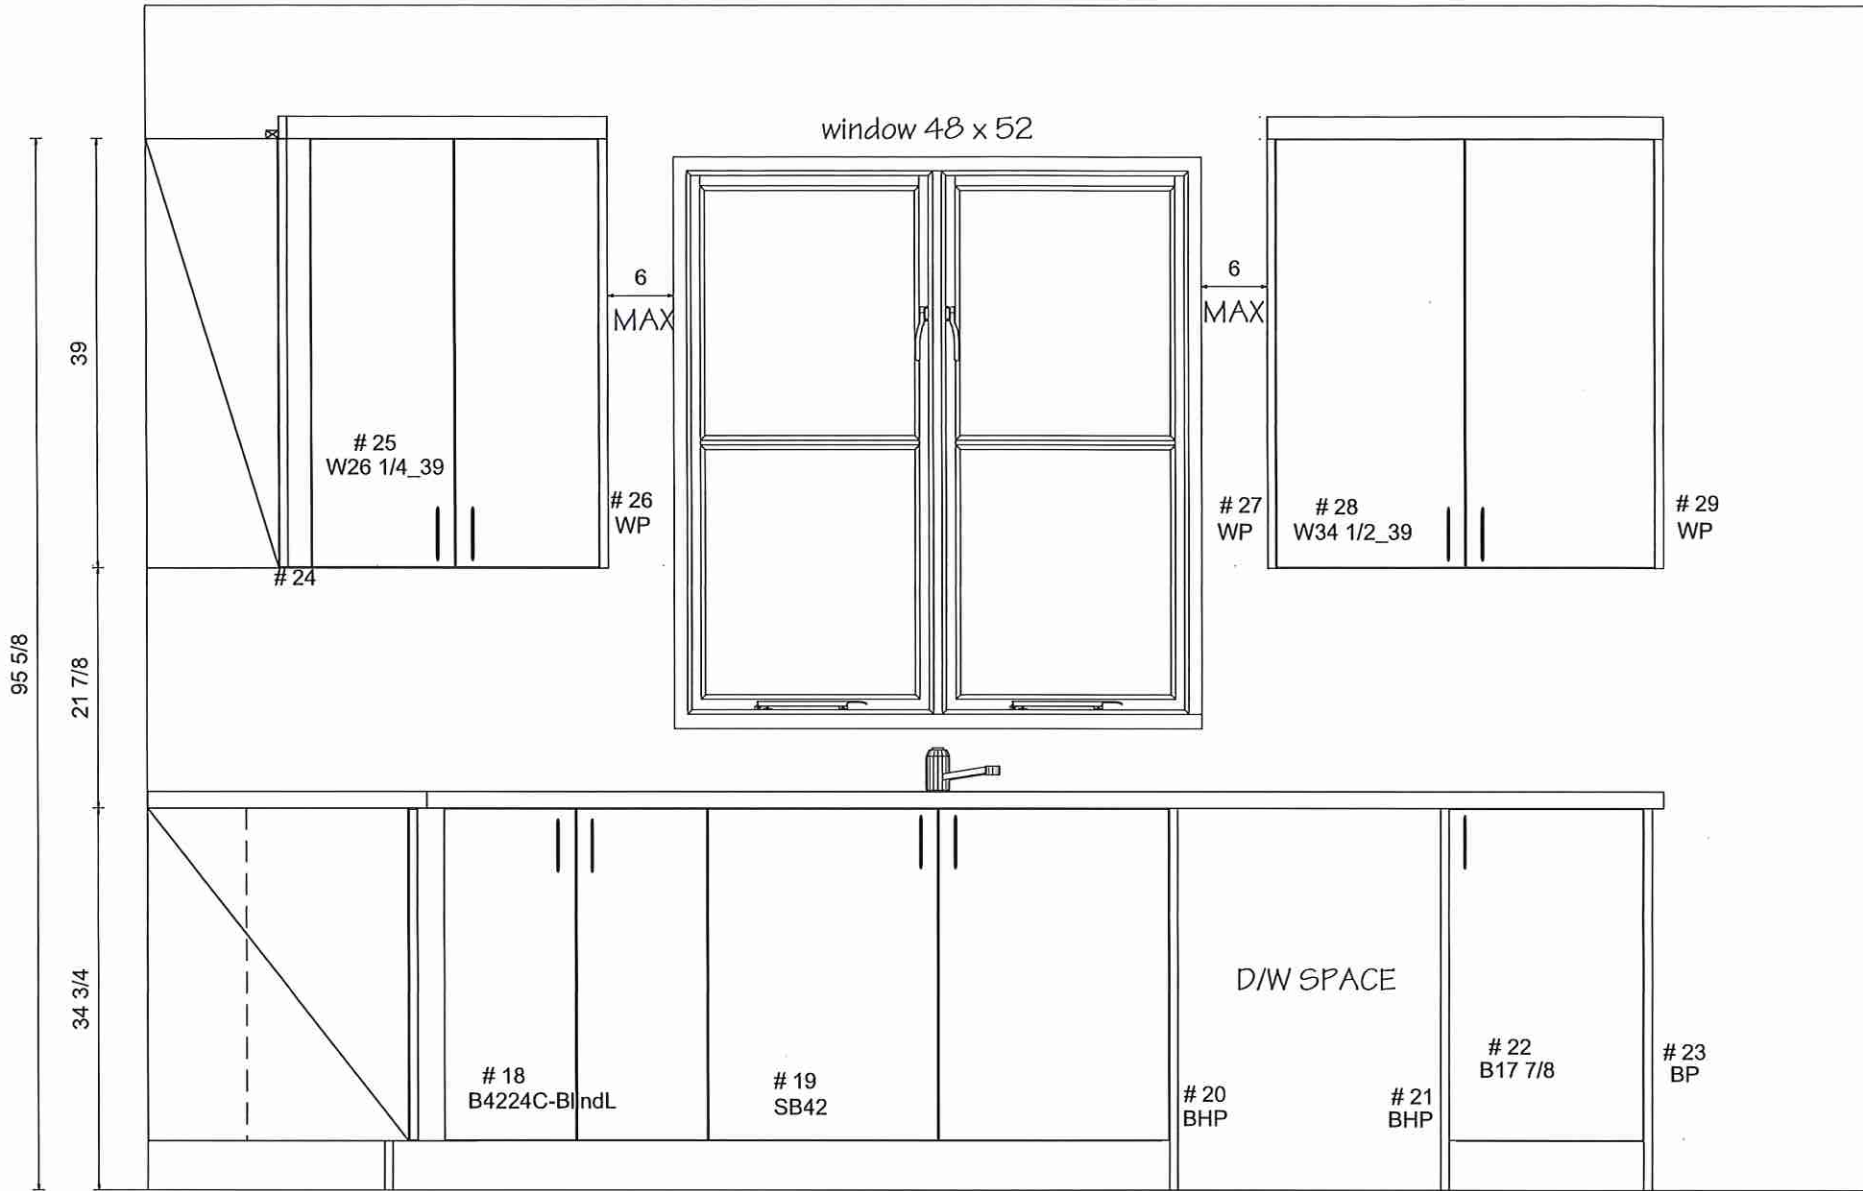 window 48 x 52
6
MAX
6
MAX
39
# 25
W26 1/4_39
# 26
WP
# 27
WP
# 28
W34 1/2_39
# 29
WP
# 24
95 5/8
21 7/8
34 3/4
D/W SPACE
# 18
B4224C-BlindL
# 19
SB42
# 20
BHP
# 21
BHP
# 22
B17 7/8
# 23
BP